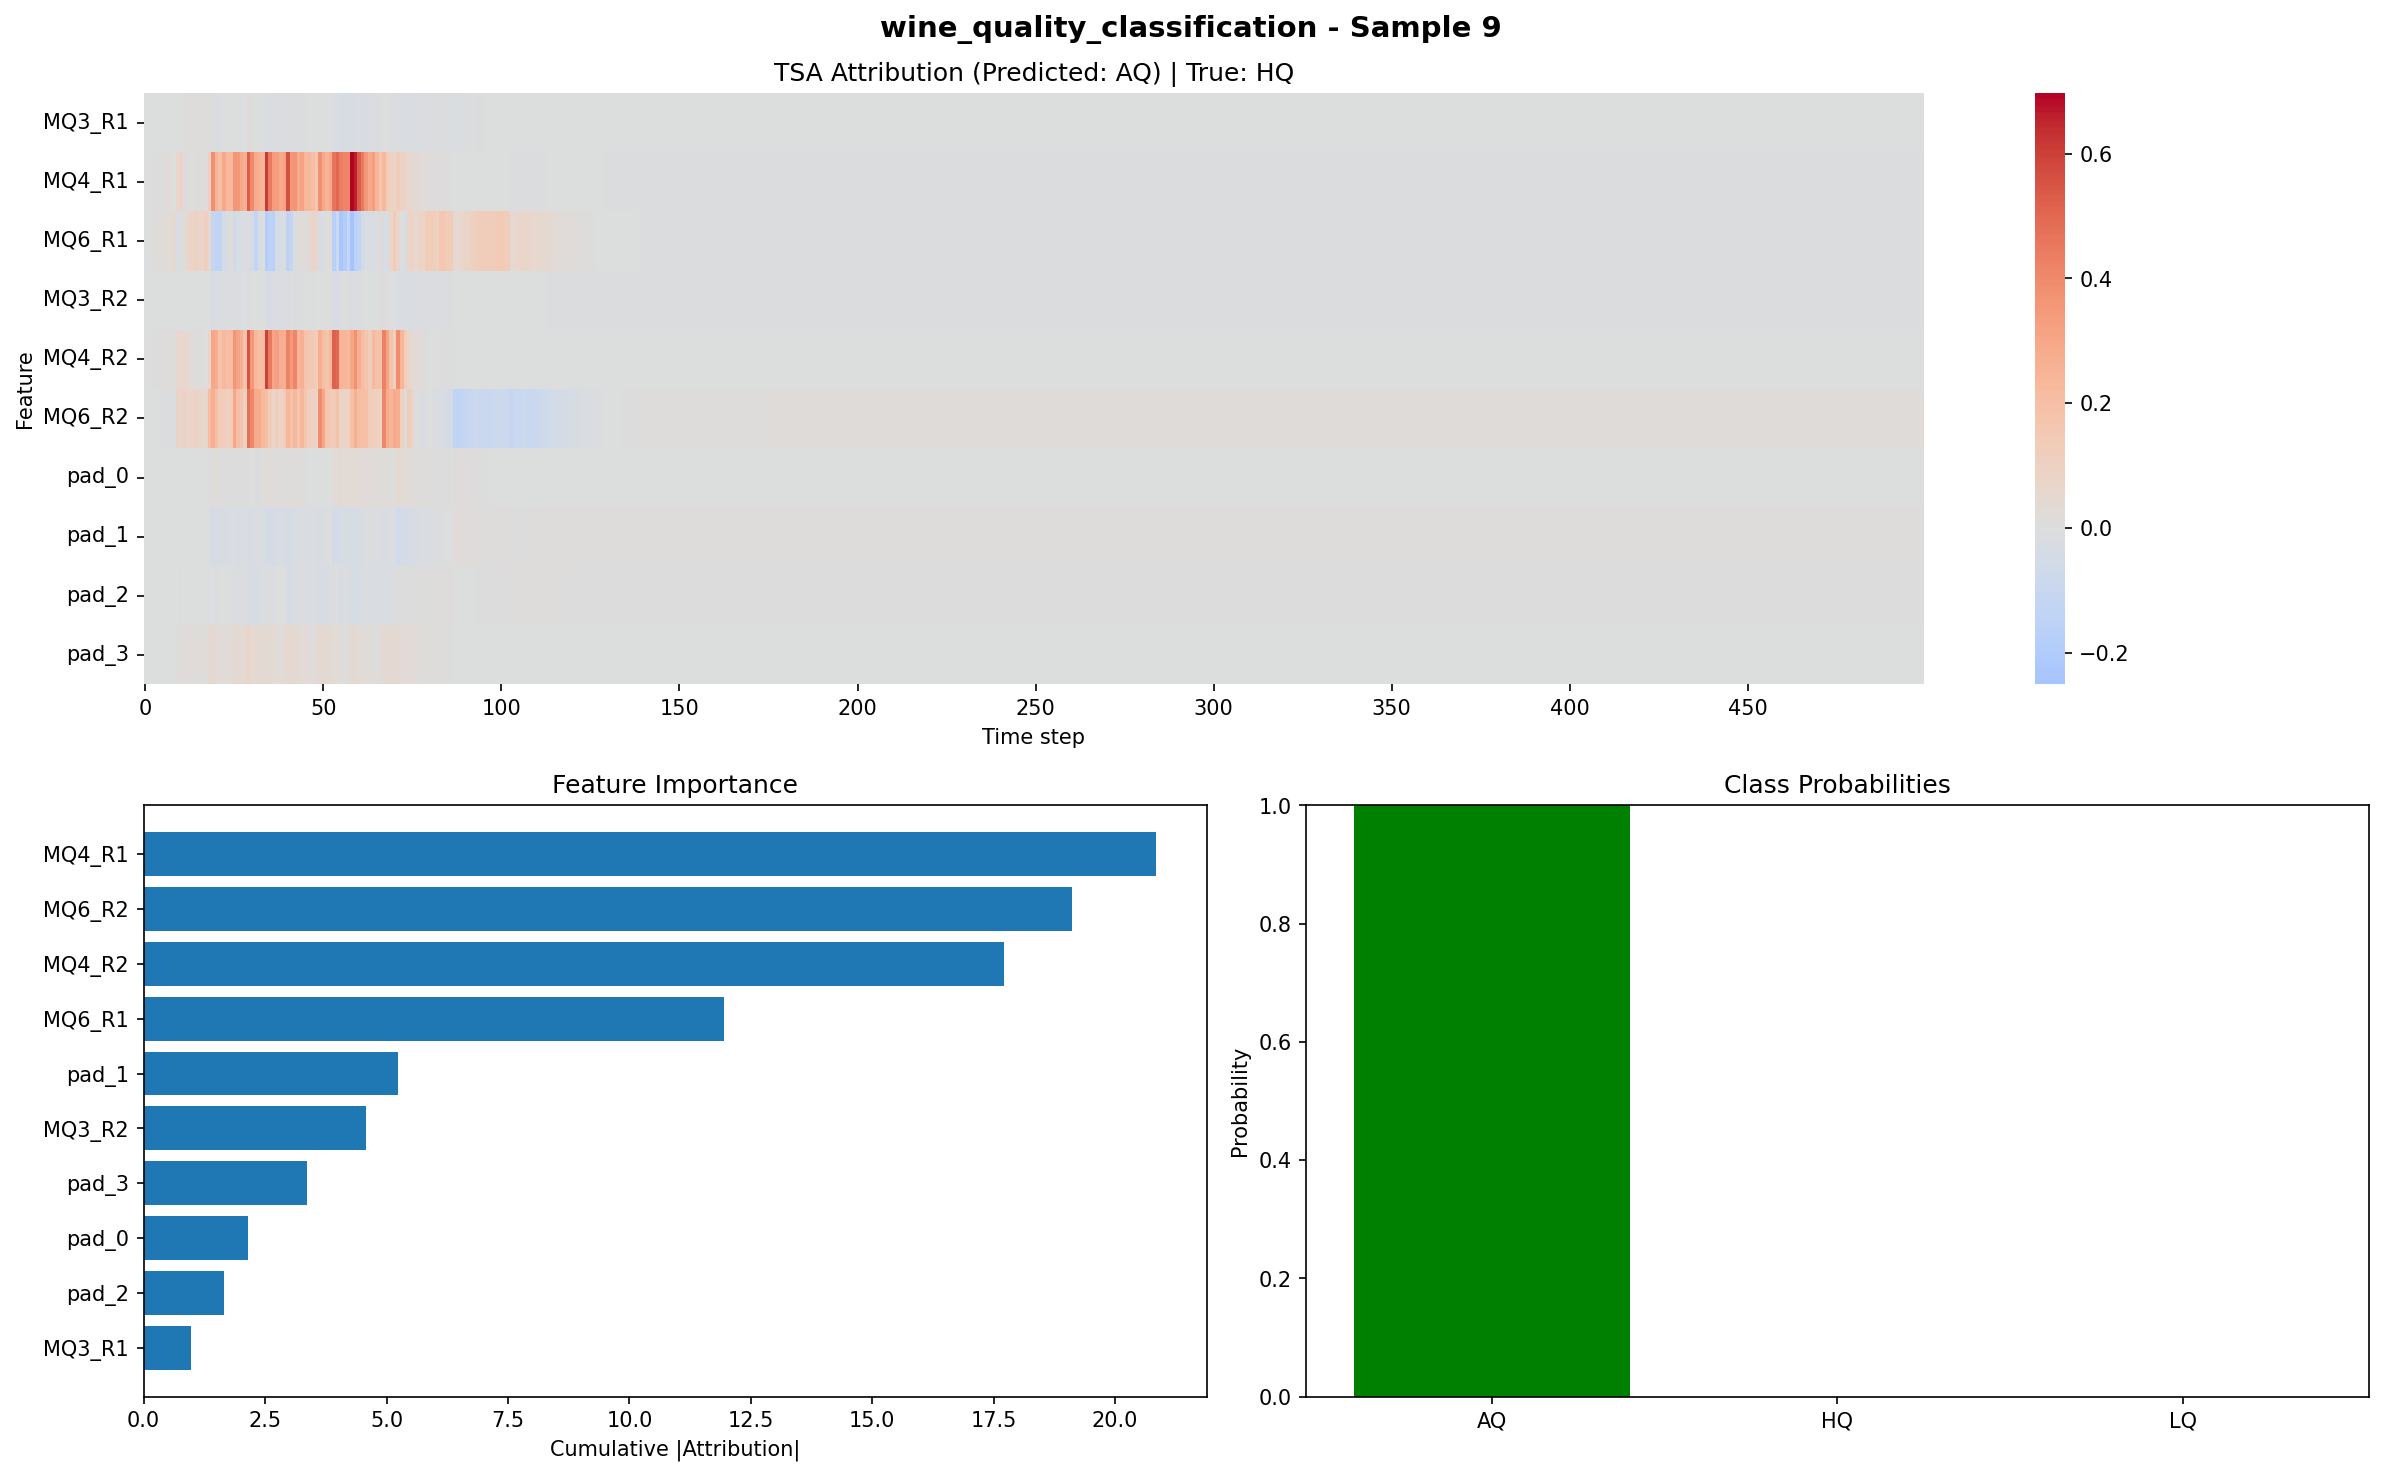 wine_quality_classification - Sample 9
TSA Attribution (Predicted: AQ) | True: HQ
Feature
MQ3_R1
MQ4_R1
MQ6_R1
MQ3_R2
MQ4_R2
MQ6_R2
pad_0
pad_1
pad_2
pad_3
0 50 100 150 200 250 300 350 400 450
Time step
0.6
0.4
0.2
0.0
−0.2
Feature Importance
MQ4_R1
MQ6_R2
MQ4_R2
MQ6_R1
pad_1
MQ3_R2
pad_3
pad_0
pad_2
MQ3_R1
0.0 2.5 5.0 7.5 10.0 12.5 15.0 17.5 20.0
Cumulative |Attribution|
Class Probabilities
Probability
1.0
0.8
0.6
0.4
0.2
0.0
AQ HQ LQ